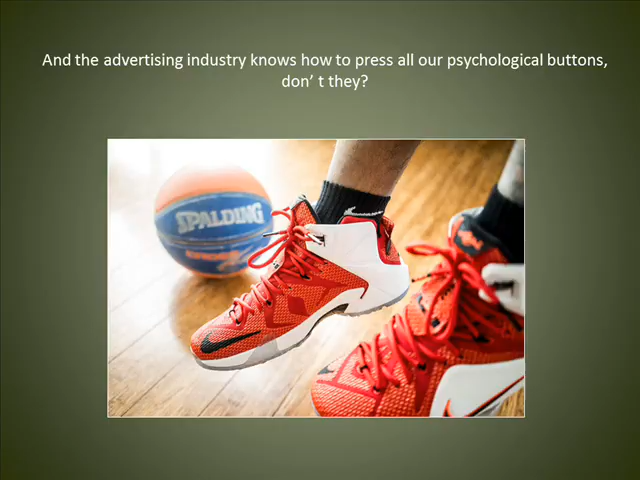 And the advertising industry knows how to press all our psychological buttons,
don’ t they?
SPALDING